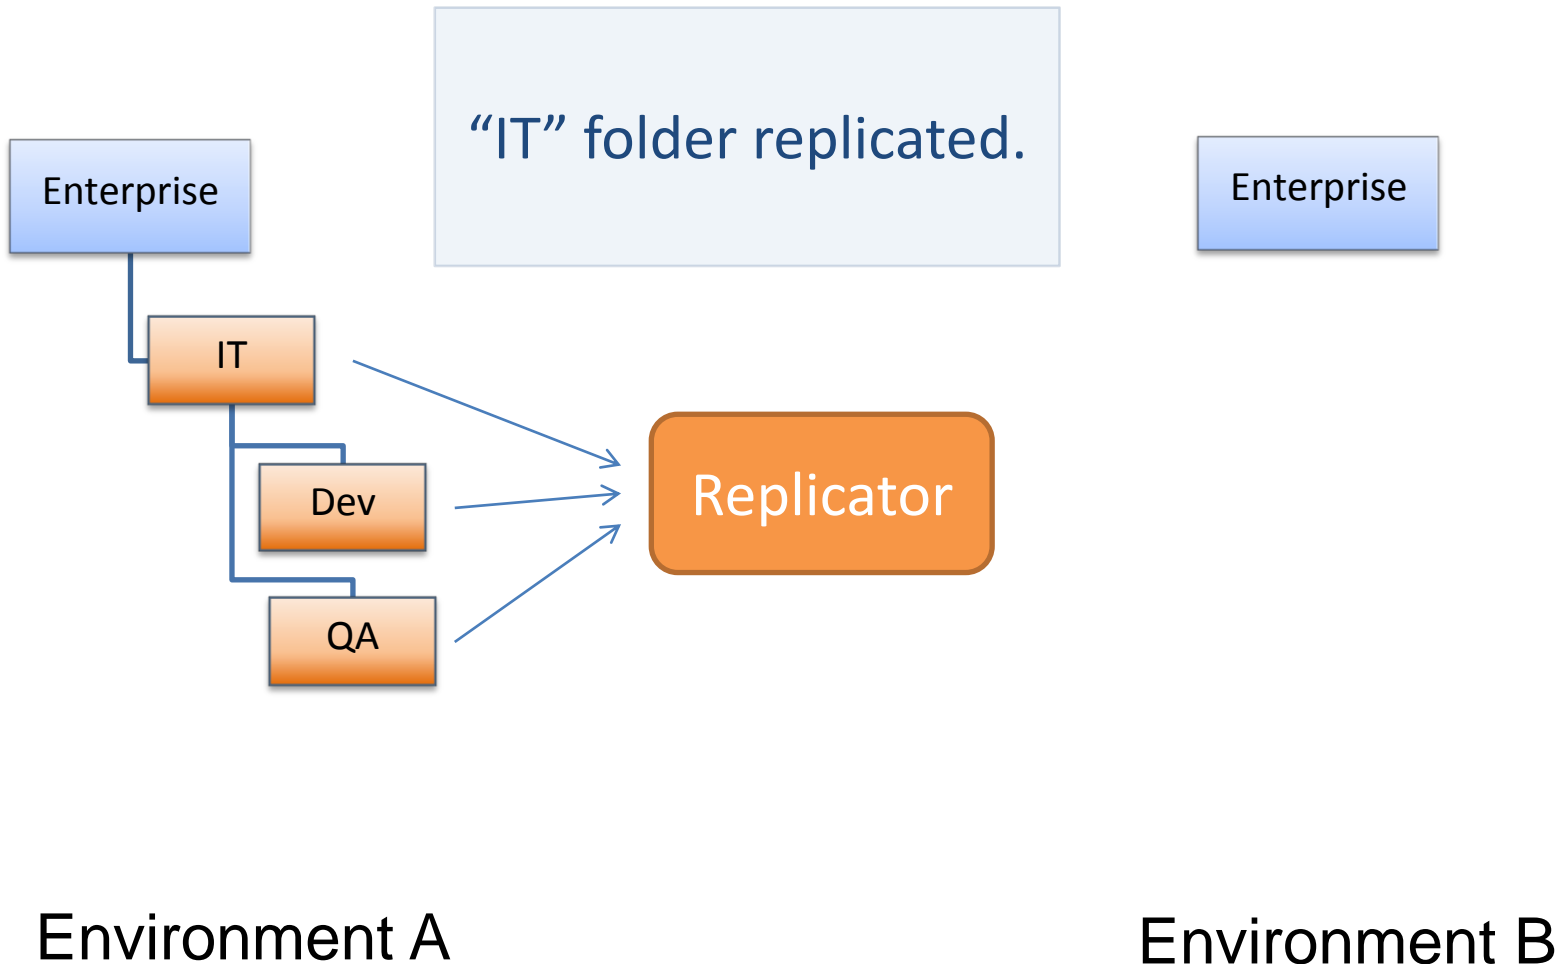 “IT” folder replicated.
Enterprise
Enterprise
IT
Dev
Replicator
QA
Environment A
Environment B